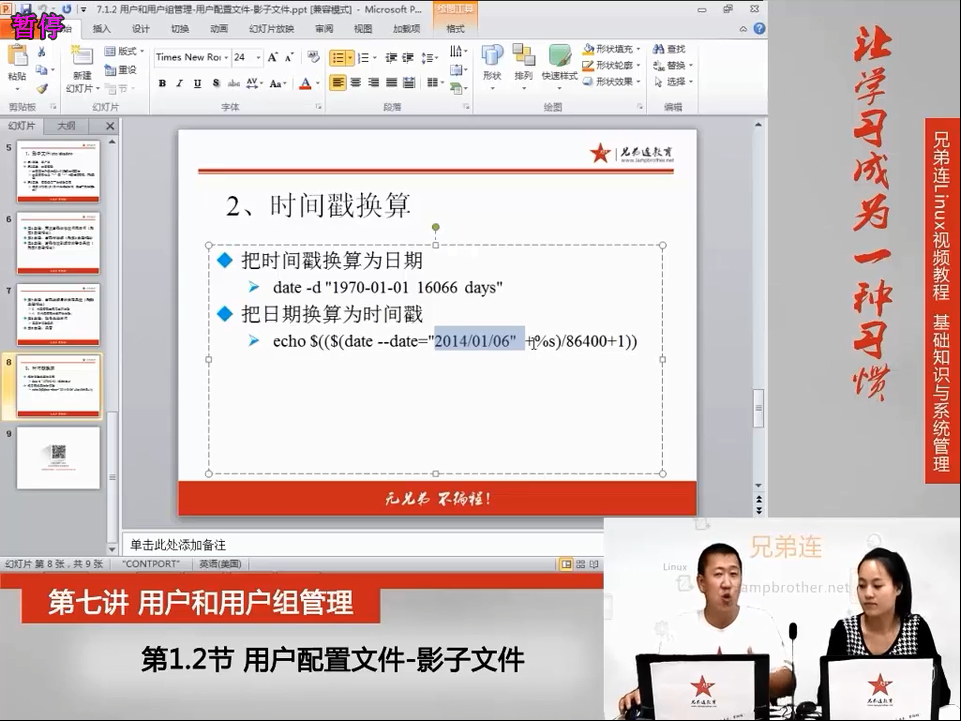 暂停
7.1.2 用户和用户组管理-用户配置文件-影子文件.ppt [兼容模式] - Microsoft P...
绘图工具
插入 设计 切换 动画 幻灯片放映 审阅 视图 加载项 格式
粘贴
剪贴板
新建
幻灯片
版式
重设
节
幻灯片
Times New Ro
24
B I U S abc AV Aa A
字体
段落
形状
排列
快速样式
形状填充
形状轮廓
形状效果
绘图
查找
替换
选择
编辑
幻灯片 大纲
5
6
7
8
9
兄弟连教育
www.lampbrother.net
2、时间戳换算
把时间戳换算为日期
date -d "1970-01-01 16066 days"
把日期换算为时间戳
echo $(($(date --date="2014/01/06" +%s)/86400+1))
无兄弟 不编程!
单击此处添加备注
幻灯片 第 8 张，共 9 张
"CONTPORT"
英语(美国)
让学习成为一种习惯
兄弟连Linux视频教程 基础知识与系统管理
第七讲 用户和用户组管理
第1.2节 用户配置文件-影子文件
兄弟连
Linux
lampbrother.net